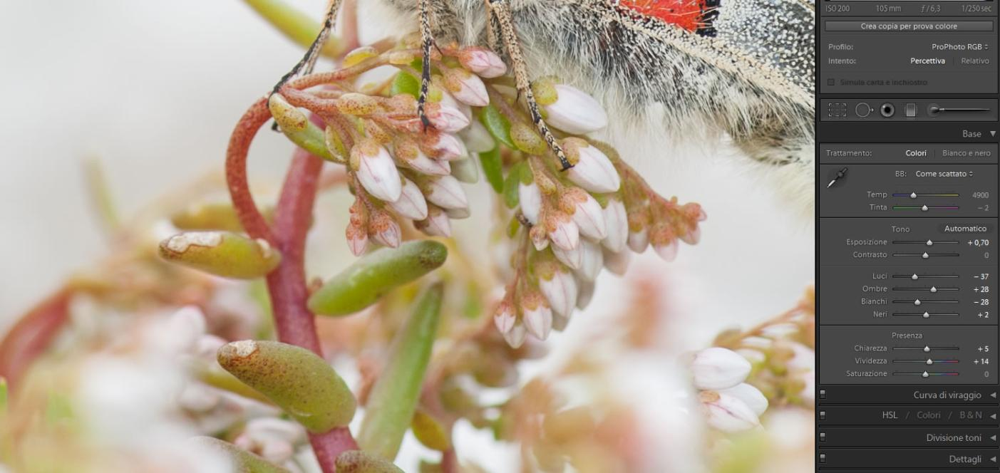 ISO 200 105 mm ƒ / 6,3 1/250 sec
Crea copia per prova colore
Profilo: ProPhoto RGB
Intento: Percettiva | Relativo
Simula carta e inchiostro
Base
Trattamento: Colori | Bianco e nero
BB: Come scattato
Temp 4900
Tinta – 2
Tono Automatico
Esposizione + 0,70
Contrasto 0
Luci – 37
Ombre + 28
Bianchi – 28
Neri + 2
Presenza
Chiarezza + 5
Vividezza + 14
Saturazione 0
Curva di viraggio
HSL / Colori / B & N
Divisione toni
Dettagli